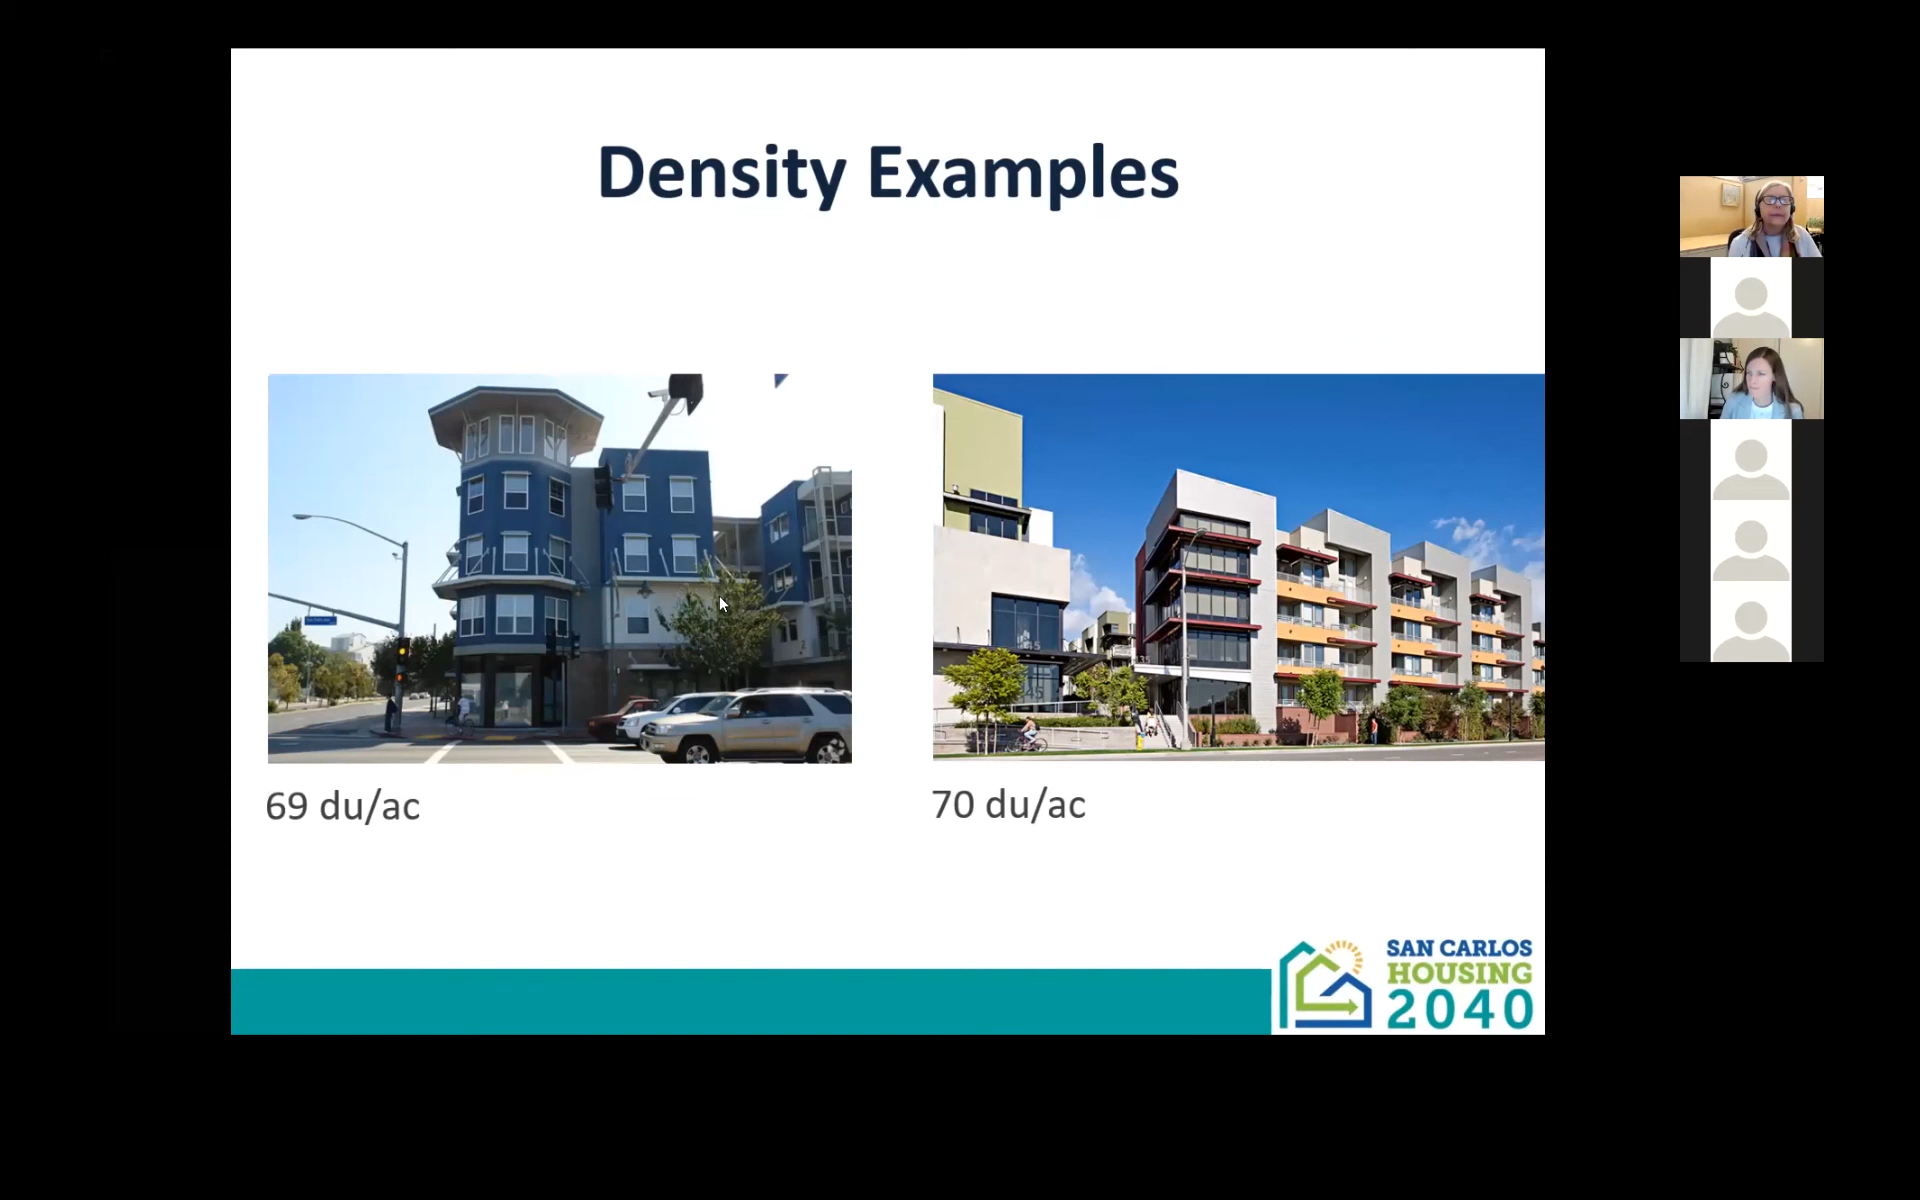 Density Examples
69 du/ac
70 du/ac
SAN CARLOS
HOUSING
2040